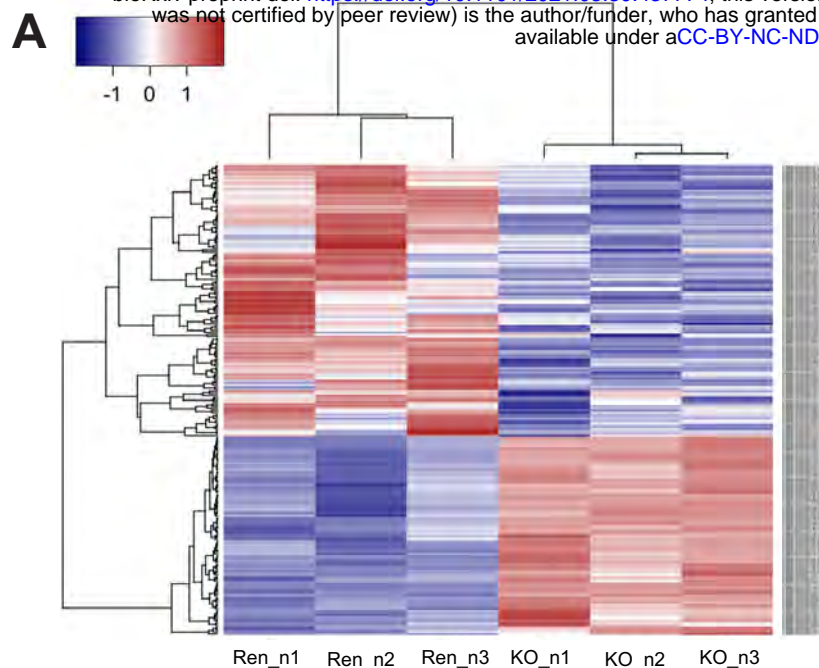 was not certified by peer review) is the author/funder, who has granted
available under aCC-BY-NC-ND
A
-1 0 1
Ren_n1 Ren_n2 Ren_n3 KO_n1 KO_n2 KO_n3